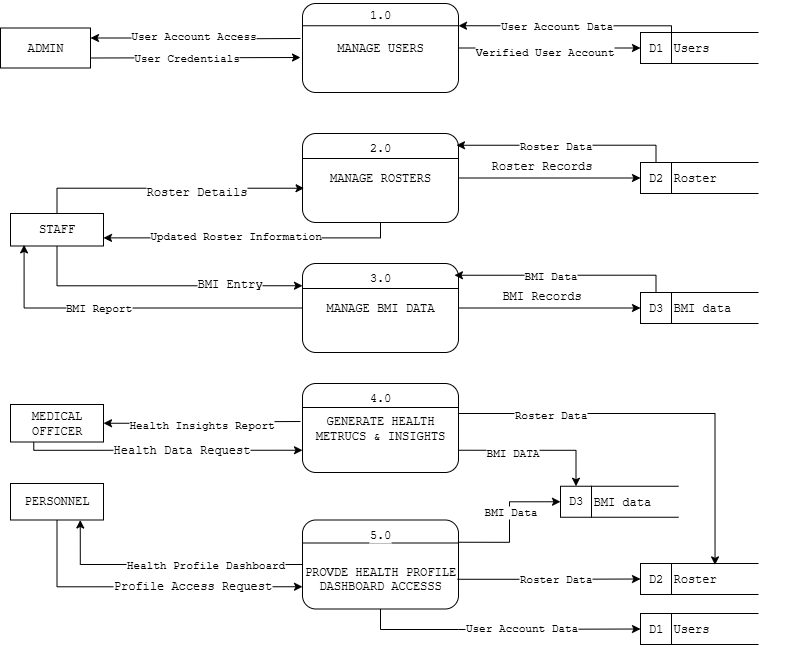 1.0
User Account Data
User Account Access
ADMIN
MANAGE USERS
D1
Users
Verified User Account
User Credentials
2.0
Roster Data
Roster Records
MANAGE ROSTERS
D2
Roster
Roster Details
STAFF
Updated Roster Information
3.0
BMI Data
BMI Entry
BMI Records
BMI Report
MANAGE BMI DATA
D3
BMI data
4.0
MEDICAL
OFFICER
Roster Data
GENERATE HEALTH
METRUCS & INSIGHTS
Health Insights Report
Health Data Request
BMI DATA
PERSONNEL
D3
BMI data
BMI Data
5.0
Health Profile Dashboard
PROVDE HEALTH PROFILE
DASHBOARD ACCESSS
Roster Data
D2
Roster
Profile Access Request
User Account Data
D1
Users